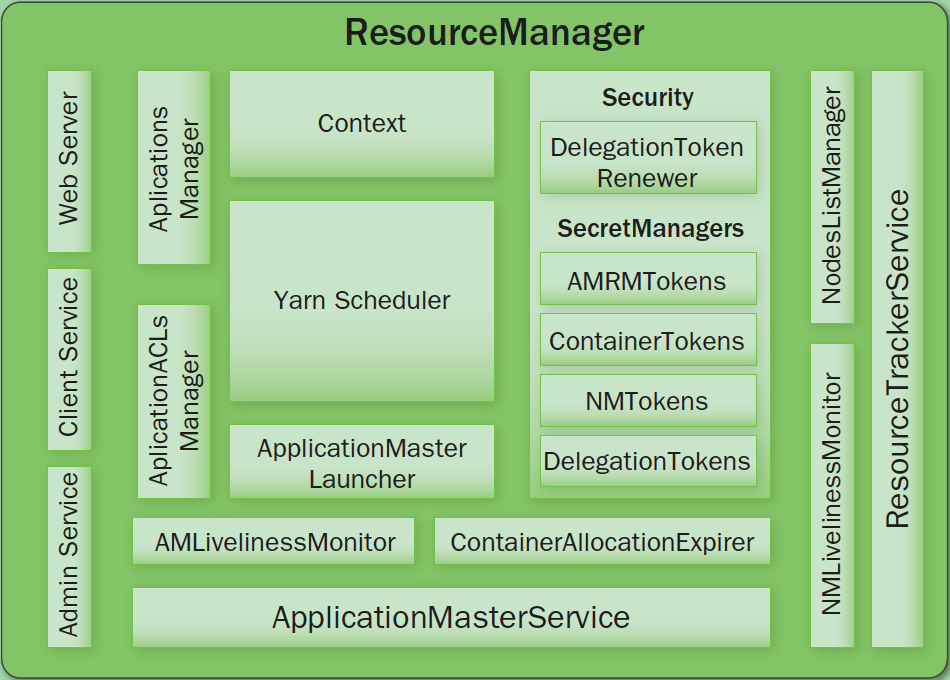 ResourceManager
Web Server
Client Service
Admin Service
Aplications
Manager
AplicationACLs
Manager
Context
Yarn Scheduler
ApplicationMaster
Launcher
Security
DelegationToken
Renewer
SecretManagers
AMRMTokens
ContainerTokens
NMTokens
DelegationTokens
AMLivelinessMonitor
ContainerAllocationExpirer
ApplicationMasterService
NodesListManager
NMLivelinessMonitor
ResourceTrackerService